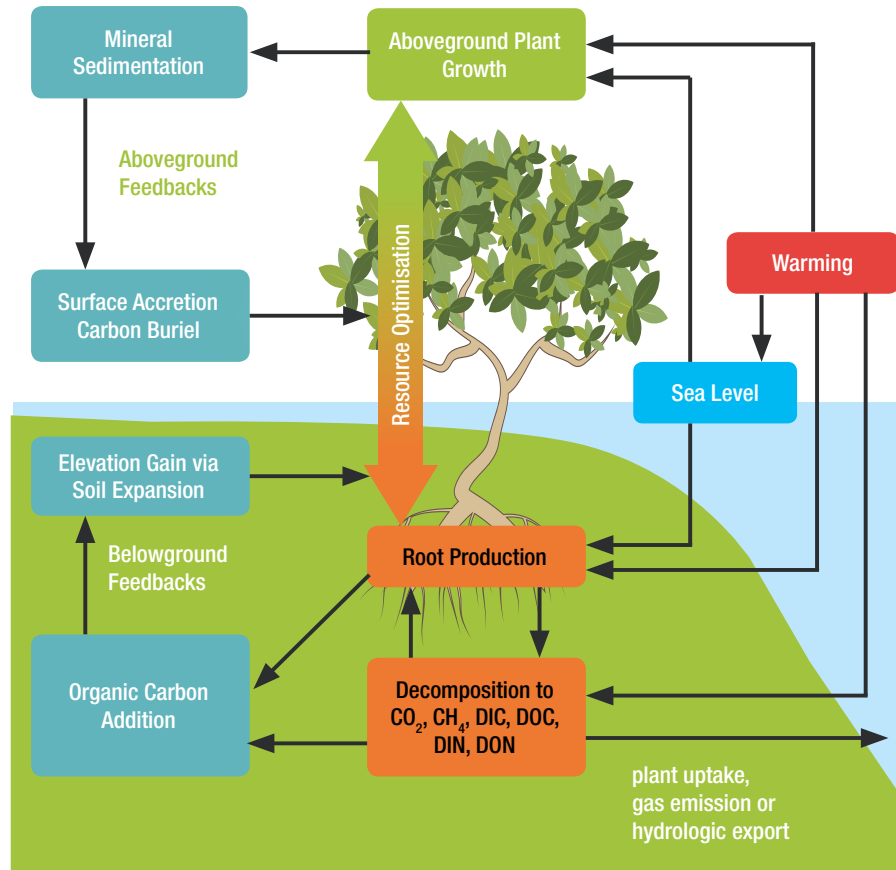 Mineral
Sedimentation
Aboveground Plant
Growth
Aboveground
Feedbacks
Warming
Surface Accretion
Carbon Buriel
Resource Optimisation
Sea Level
Elevation Gain via
Soil Expansion
Belowground
Feedbacks
Root Production
Organic Carbon
Addition
Decomposition to
CO₂, CH₄, DIC, DOC,
DIN, DON
plant uptake,
gas emission or
hydrologic export